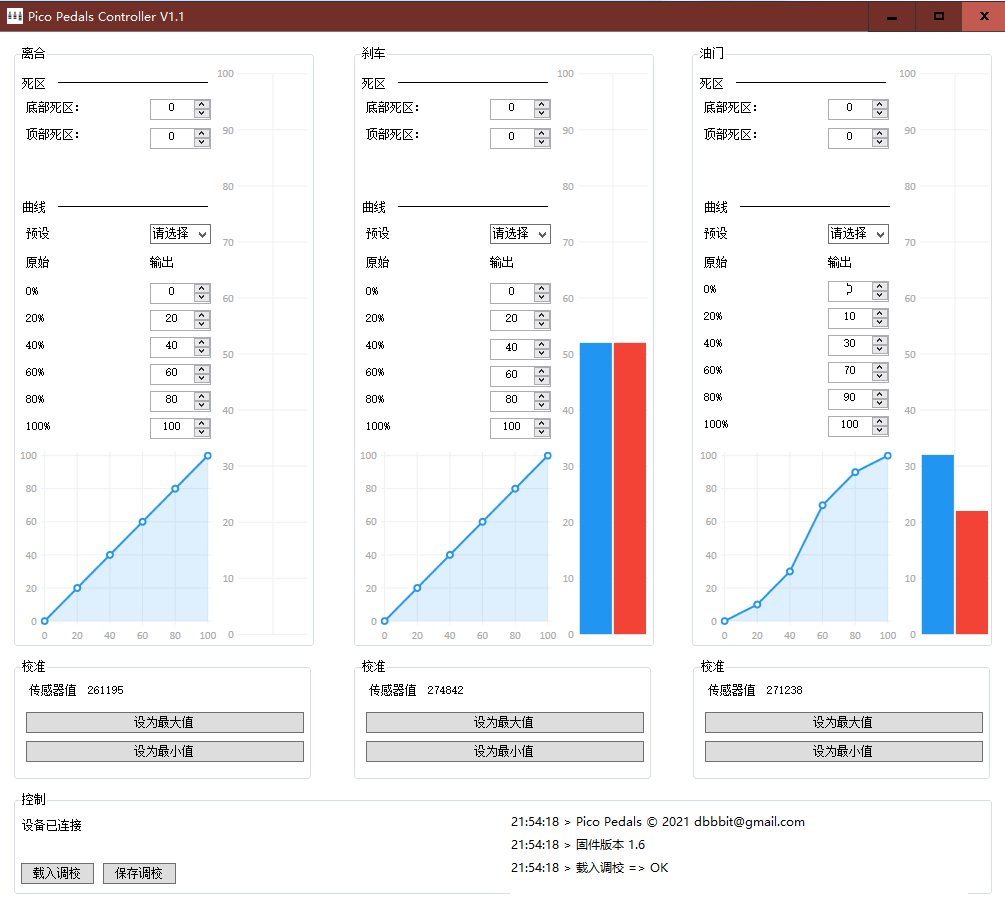 Pico Pedals Controller V1.1
离合
死区
底部死区:
0
顶部死区:
0
曲线
预设
请选择
原始
输出
0%
0
20%
20
40%
40
60%
60
80%
80
100%
100
100
80
60
40
20
0
0 20 40 60 80 100
100
90
80
70
60
50
40
30
20
10
0
刹车
死区
底部死区:
0
顶部死区:
0
曲线
预设
请选择
原始
输出
0%
0
20%
20
40%
40
60%
60
80%
80
100%
100
100
80
60
40
20
0
0 20 40 60 80 100
100
90
80
70
60
50
40
30
20
10
0
油门
死区
底部死区:
0
顶部死区:
0
曲线
预设
请选择
原始
输出
0%
20%
10
40%
30
60%
70
80%
90
100%
100
100
80
60
40
20
0
0 20 40 60 80 100
100
90
80
70
60
50
40
30
20
10
0
校准
传感器值 261195
设为最大值
设为最小值
校准
传感器值 274842
设为最大值
设为最小值
校准
传感器值 271238
设为最大值
设为最小值
控制
设备已连接
载入调校
保存调校
21:54:18 > Pico Pedals © 2021 dbbbit@gmail.com
21:54:18 > 固件版本 1.6
21:54:18 > 载入调校 => OK